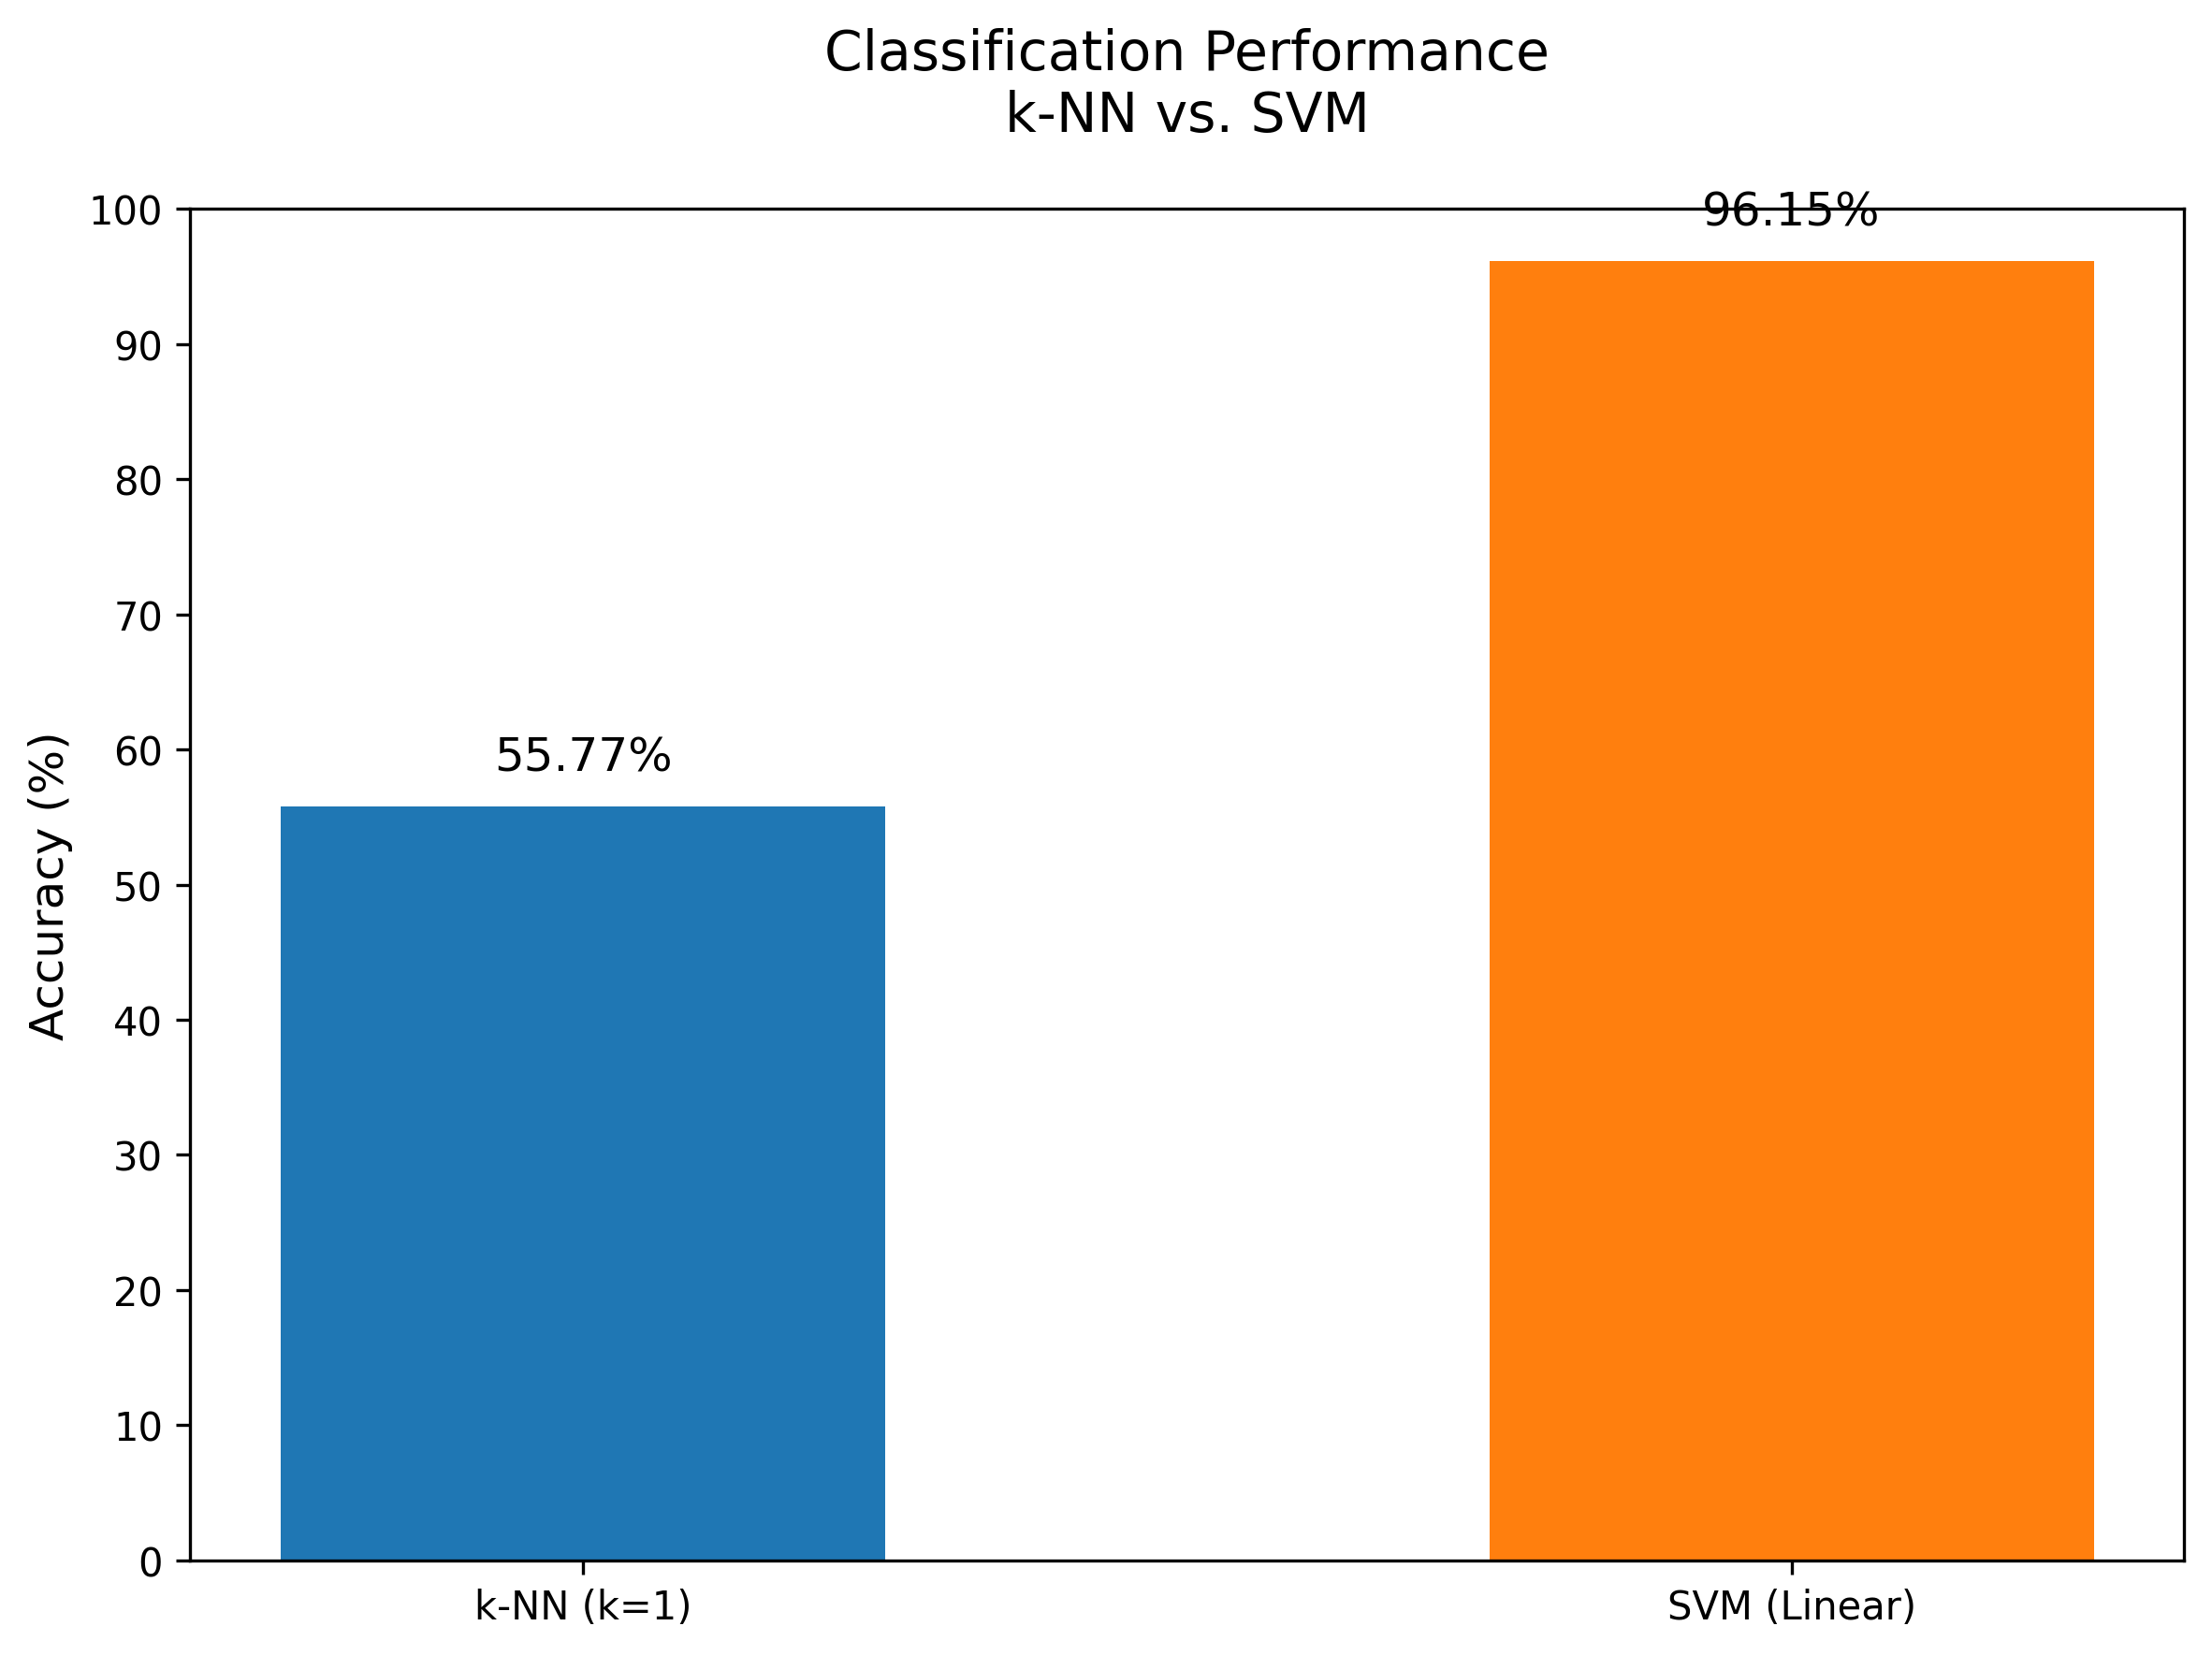 Classification Performance
k-NN vs. SVM
96.15%
100
90
80
70
55.77%
60
50
40
30
20
10
0
Accuracy (%)
k-NN (k=1)
SVM (Linear)